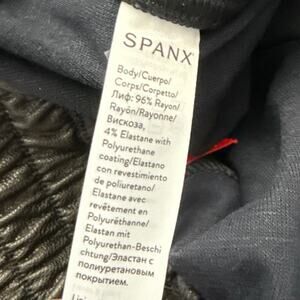 SPANX
Body/Cuerpo/
Corps/Corpetto/
Лиф: 96% Rayon/
Rayón/Rayonne/
Вискоза,
4% Elastane with
Polyurethane
coating/Elastano
con revestimiento
de poliuretano/
Elastane avec
revêtement en
Polyuréthane/
Elastan mit
Polyurethan-Beschi
chtung/Эластан с
полиуретановым
покрытием.